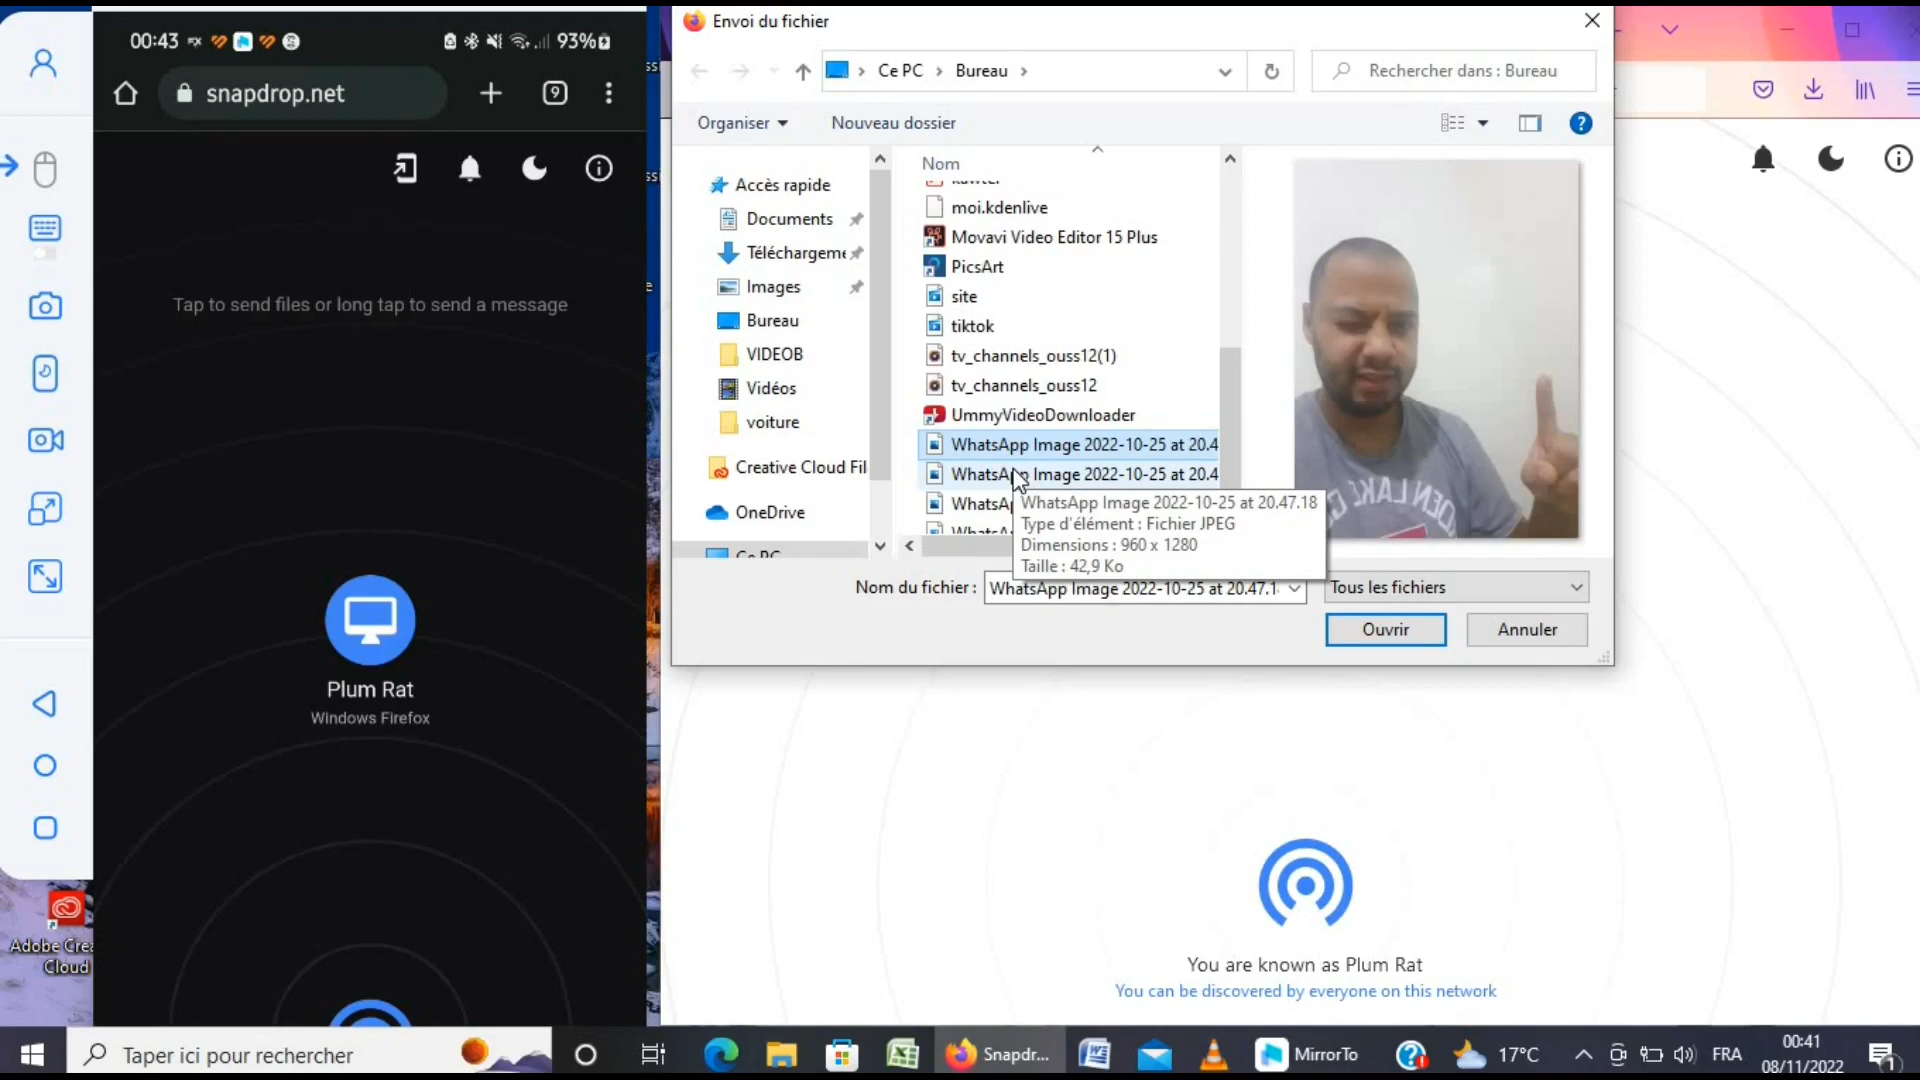 00:43
93%
snapdrop.net
9
Tap to send files or long tap to send a message
Plum Rat
Windows Firefox
Adobe Crea
Cloud
Envoi du fichier
Ce PC
Bureau
Rechercher dans : Bureau
Organiser
Nouveau dossier
Accès rapide
Documents
Téléchargeme
Images
Bureau
VIDEOB
Vidéos
voiture
Creative Cloud Fil
OneDrive
Ce PC
Nom
moi.kdenlive
Movavi Video Editor 15 Plus
PicsArt
site
tiktok
tv_channels_ouss12(1)
tv_channels_ouss12
UmmyVideoDownloader
WhatsApp Image 2022-10-25 at 20.4
WhatsApp Image 2022-10-25 at 20.4
WhatsApp Image 2022-10-25 at 20.47.18
Type d'élément : Fichier JPEG
Dimensions : 960 x 1280
Taille : 42,9 Ko
Nom du fichier :
WhatsApp Image 2022-10-25 at 20.47.1
Tous les fichiers
Ouvrir
Annuler
You are known as Plum Rat
You can be discovered by everyone on this network
Taper ici pour rechercher
Snapdr...
MirrorTo
17°C
FRA
00:41
08/11/2022
1